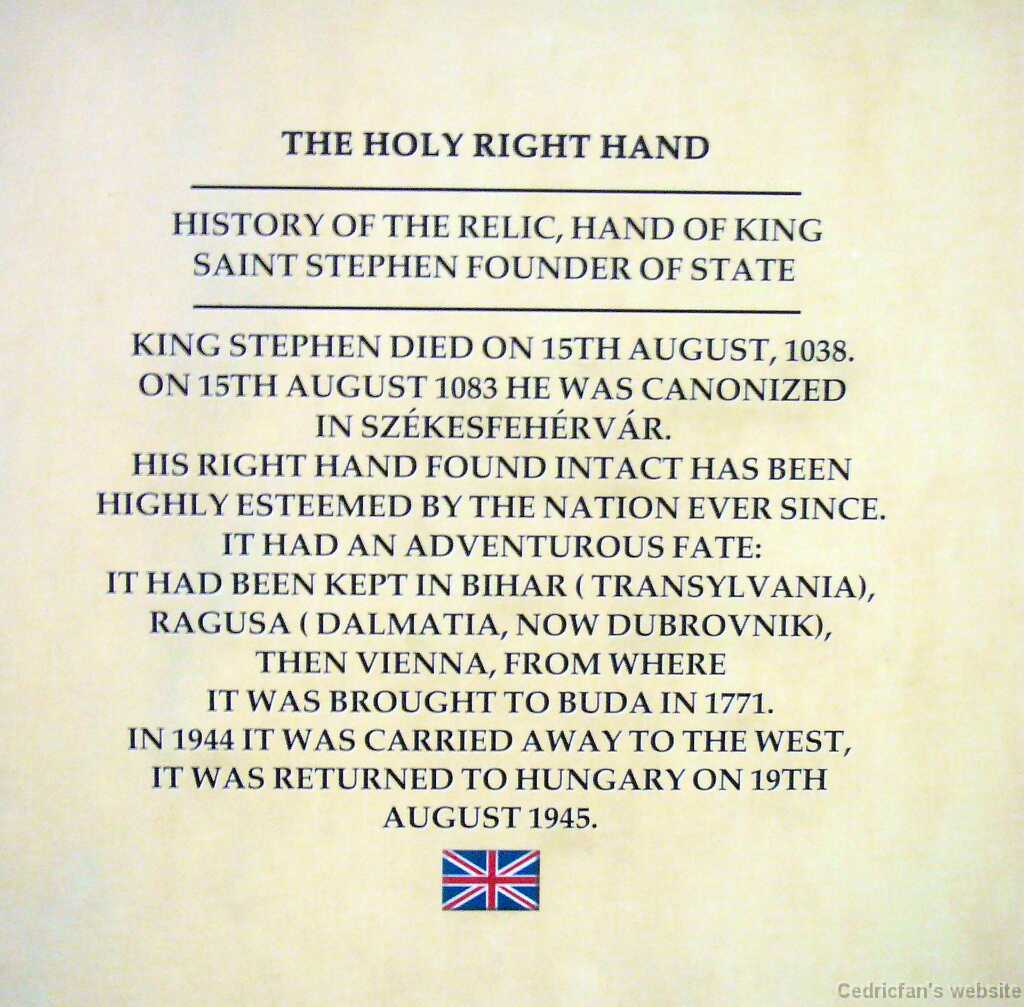 THE HOLY RIGHT HAND
HISTORY OF THE RELIC, HAND OF KING
SAINT STEPHEN FOUNDER OF STATE
KING STEPHEN DIED ON 15TH AUGUST, 1038.
ON 15TH AUGUST 1083 HE WAS CANONIZED
IN SZÉKESFEHÉRVÁR.
HIS RIGHT HAND FOUND INTACT HAS BEEN
HIGHLY ESTEEMED BY THE NATION EVER SINCE.
IT HAD AN ADVENTUROUS FATE:
IT HAD BEEN KEPT IN BIHAR ( TRANSYLVANIA),
RAGUSA ( DALMATIA, NOW DUBROVNIK),
THEN VIENNA, FROM WHERE
IT WAS BROUGHT TO BUDA IN 1771.
IN 1944 IT WAS CARRIED AWAY TO THE WEST,
IT WAS RETURNED TO HUNGARY ON 19TH
AUGUST 1945.
Cedricfan's website